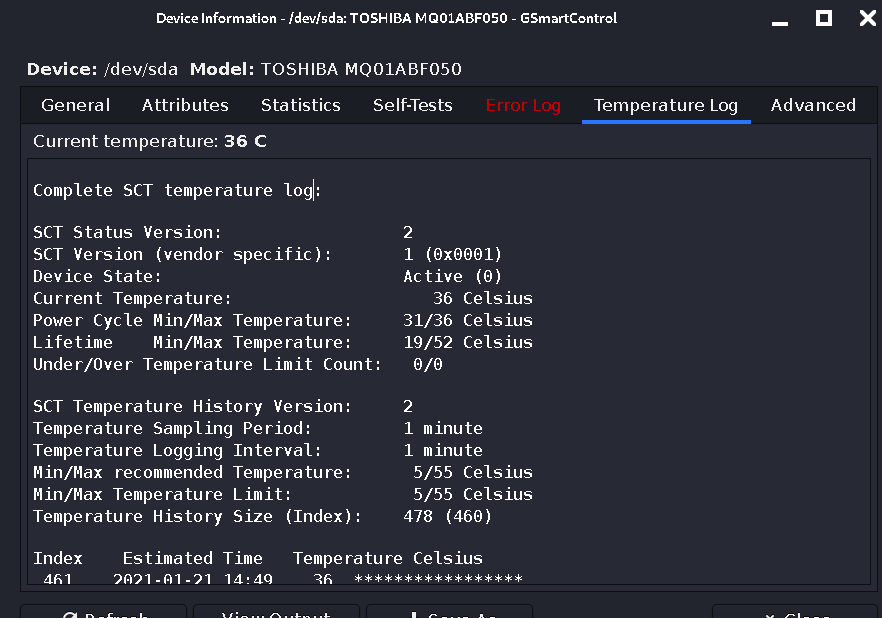 Device Information - /dev/sda: TOSHIBA MQ01ABF050 - GSmartControl
Device: /dev/sda Model: TOSHIBA MQ01ABF050
General Attributes Statistics Self-Tests Error Log Temperature Log Advanced
Current temperature: 36 C
Complete SCT temperature log:
SCT Status Version: 2
SCT Version (vendor specific): 1 (0x0001)
Device State: Active (0)
Current Temperature: 36 Celsius
Power Cycle Min/Max Temperature: 31/36 Celsius
Lifetime Min/Max Temperature: 19/52 Celsius
Under/Over Temperature Limit Count: 0/0
SCT Temperature History Version: 2
Temperature Sampling Period: 1 minute
Temperature Logging Interval: 1 minute
Min/Max recommended Temperature: 5/55 Celsius
Min/Max Temperature Limit: 5/55 Celsius
Temperature History Size (Index): 478 (460)
Index Estimated Time Temperature Celsius
461 2021-01-21 14:49 36 *****************
Refresh View Output Save As Close